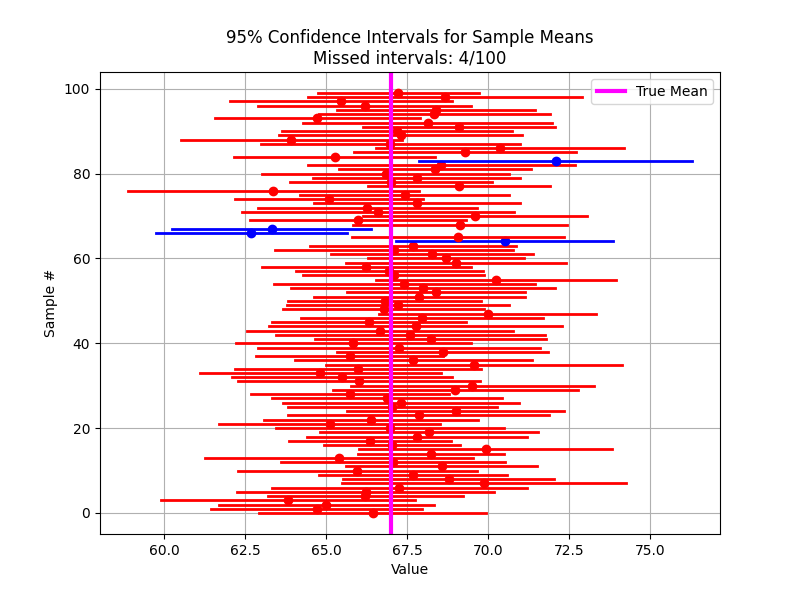 95% Confidence Intervals for Sample Means
Missed intervals: 4/100
True Mean
100
80
60
40
20
0
Sample #
60.0 62.5 65.0 67.5 70.0 72.5 75.0
Value